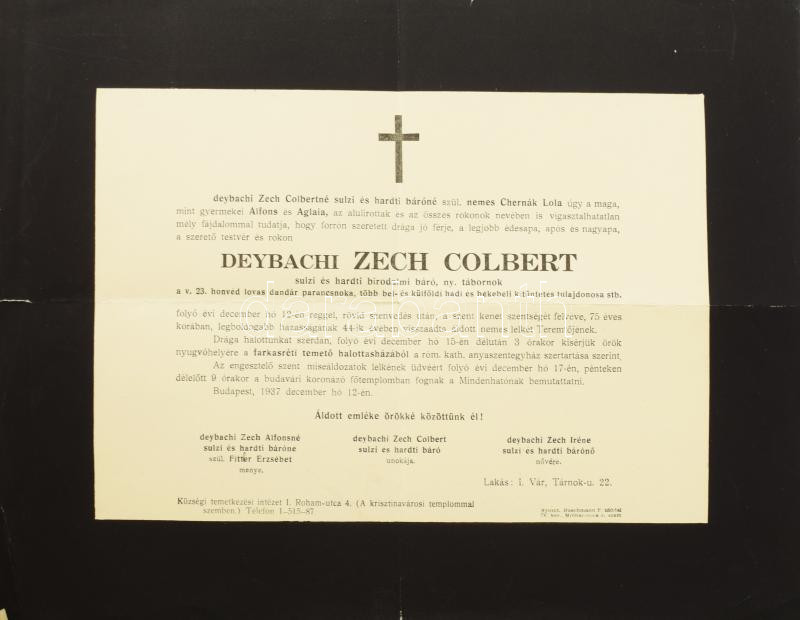 deybachi Zech Colbertné sulzi és hardti báróné szül. nemes Chernák Lola úgy a maga,
mint gyermekei Alfons és Aglaia, az alulírottak és az összes rokonok nevében is vigasztalhatatlan
mély fájdalommal tudatja, hogy forrón szeretett drága jó férje, a legjobb édesapa, após és nagyapa,
a szerető testvér és rokon
DEYBACHI ZECH COLBERT
sulzi és hardti birodalmi báró, ny. tábornok
a v. 23. honved lovas dandár parancsnoka, több bel- és külföldi hadi és békebeli kitüntetes tulajdonosa stb.
folyó évi december hó 12-én reggel, rövid szenvedés után, a szent kenet szentségét felvéve, 75 éves
korában, legboldogabb házasságának 44-ik évében visszaadta áldott nemes lelkét Teremtőjének.
Drága halottunkat szerdán, folyó évi december hó 15-én délután 3 órakor kisérjük örök
nyugvóhelyére a farkasréti temető halottasházából a róm. kath. anyaszentegyház szertartása szerint.
Az engesztelő szent miseáldozatok lelkének üdvéért folyó évi december hó 17-én, pénteken
délelőtt 9 órakor a budavári koronázó főtemplomban fognak a Mindenhatónak bemutattatni.
Budapest, 1937 december hó 12-én.
Áldott emléke örökké közöttünk él!
deybachi Zech Alfonsné
sulzi és hardti báróné
szül. Fitter Erzsébet
menye.
deybachi Zech Colbert
sulzi és hardti báró
unokája.
deybachi Zech Iréne
sulzi és hardti bárónő
nővére.
Lakás: I. Vár, Tárnok-u. 22.
Községi temetkezési intézet I. Roham-utca 4. (A krisztinavárosi templommal
szemben.) Telefon 1-515-87
Nyomt. Buschmann F.